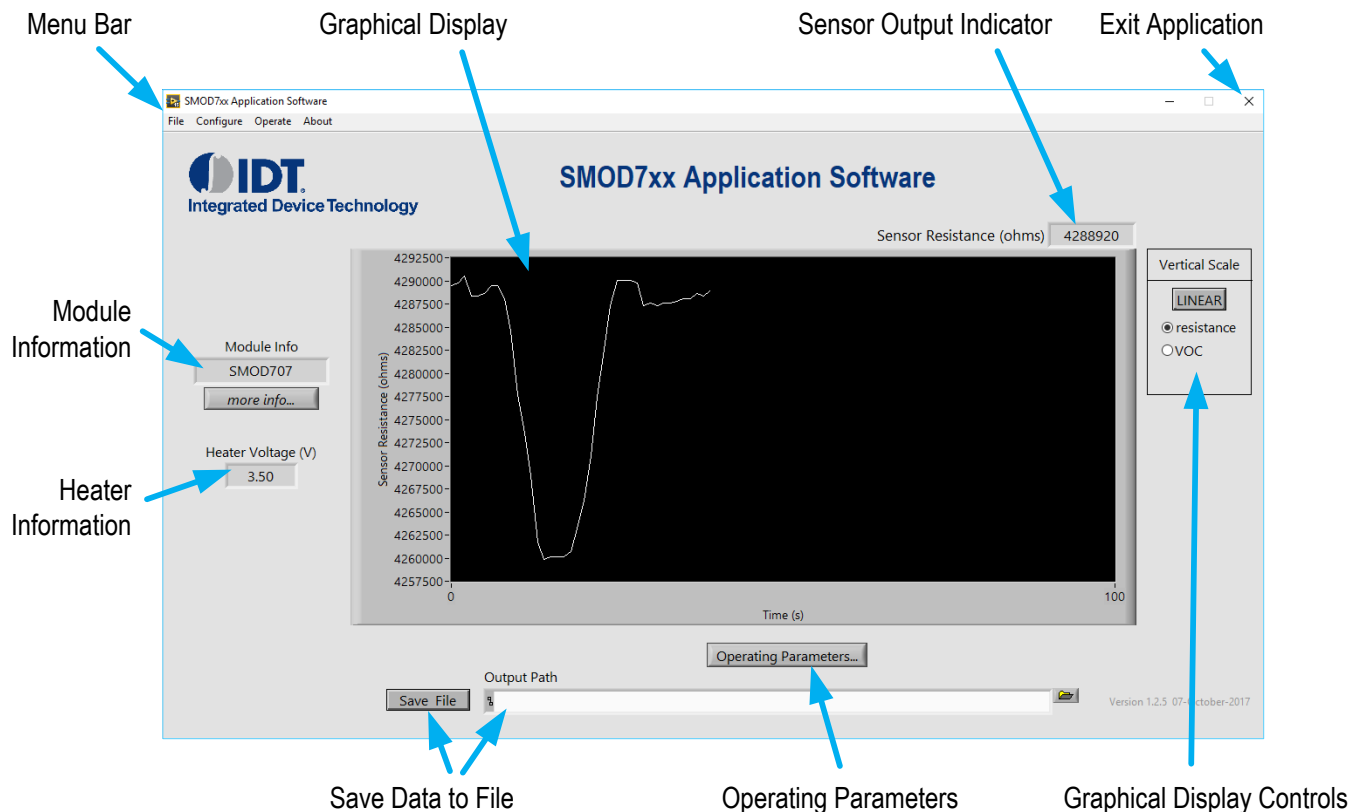 Menu Bar
Graphical Display
Sensor Output Indicator
Exit Application
SMOD7xx Application Software
File Configure Operate About
IDT.
Integrated Device Technology
SMOD7xx Application Software
Sensor Resistance (ohms) 4288920
Module
Information
Module Info
SMOD707
more info...
Heater Voltage (V)
3.50
Heater
Information
Sensor Resistance (ohms)
4292500
4290000
4287500
4285000
4282500
4280000
4277500
4275000
4272500
4270000
4267500
4265000
4262500
4260000
4257500
0
100
Time (s)
Vertical Scale
LINEAR
resistance
VOC
Operating Parameters...
Output Path
Save File
Version 1.2.5 07-October-2017
Save Data to File
Operating Parameters
Graphical Display Controls